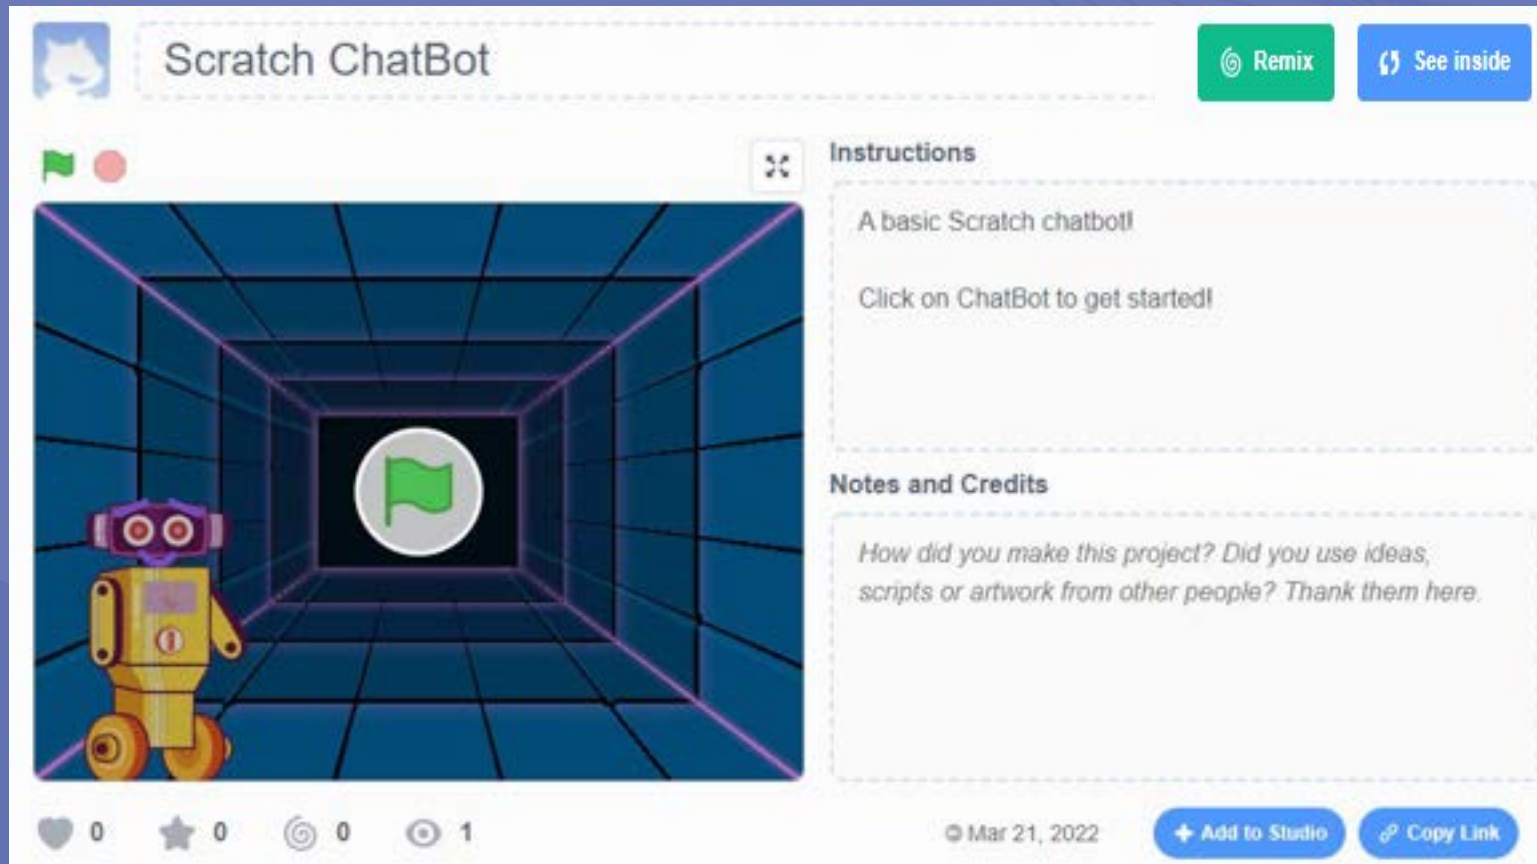 Scratch ChatBot
Remix
See inside
Instructions
A basic Scratch chatbot!
Click on ChatBot to get started!
Notes and Credits
How did you make this project? Did you use ideas,
scripts or artwork from other people? Thank them here.
0
0
0
1
© Mar 21, 2022
Add to Studio
Copy Link